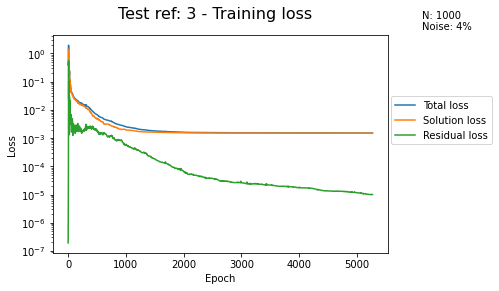 Test ref: 3 - Training loss
N: 1000
Noise: 4%
Total loss
Solution loss
Residual loss
Loss
10⁰
10⁻¹
10⁻²
10⁻³
10⁻⁴
10⁻⁵
10⁻⁶
10⁻⁷
0 1000 2000 3000 4000 5000
Epoch